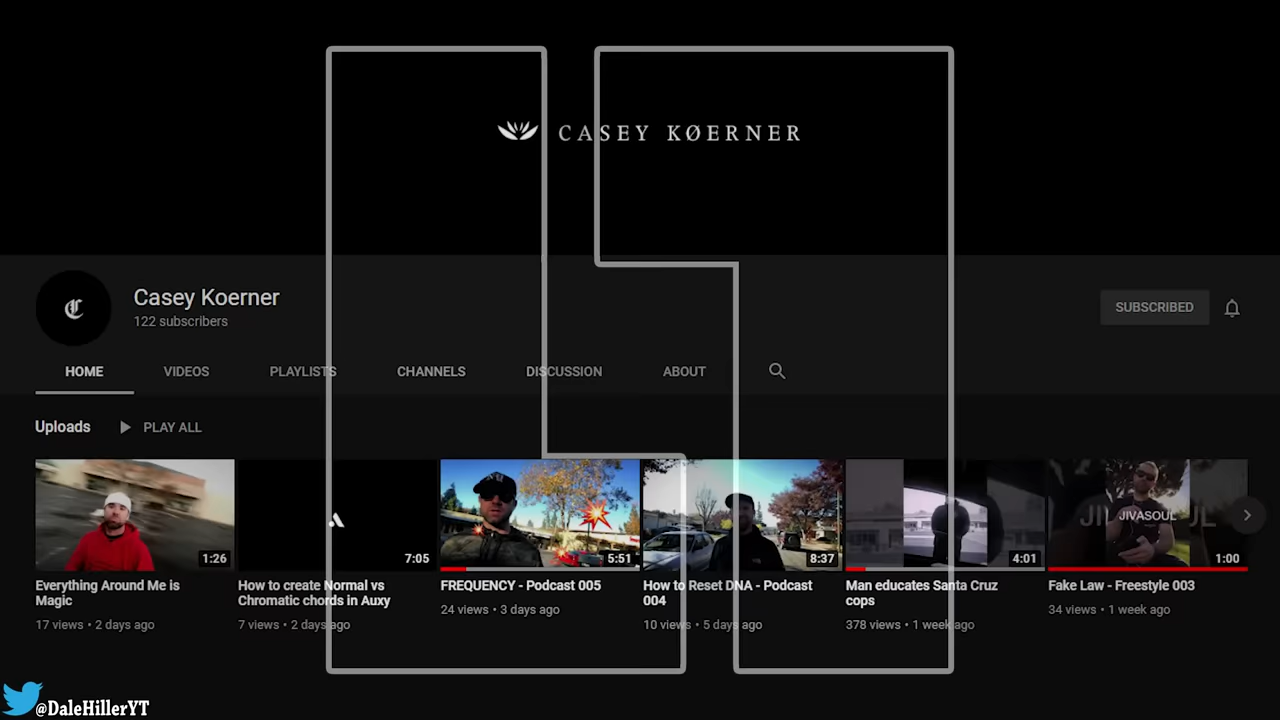 CASEY KØERNER
Casey Koerner
122 subscribers
SUBSCRIBED
HOME VIDEOS PLAYLISTS CHANNELS DISCUSSION ABOUT
Uploads PLAY ALL
JIVASOUL
1:26 7:05 5:51 8:37 4:01 1:00
Everything Around Me is
Magic
17 views • 2 days ago
How to create Normal vs
Chromatic chords in Auxy
7 views • 2 days ago
FREQUENCY - Podcast 005
24 views • 3 days ago
How to Reset DNA - Podcast
004
10 views • 5 days ago
Man educates Santa Cruz
cops
378 views • 1 week ago
Fake Law - Freestyle 003
34 views • 1 week ago
@DaleHillerYT